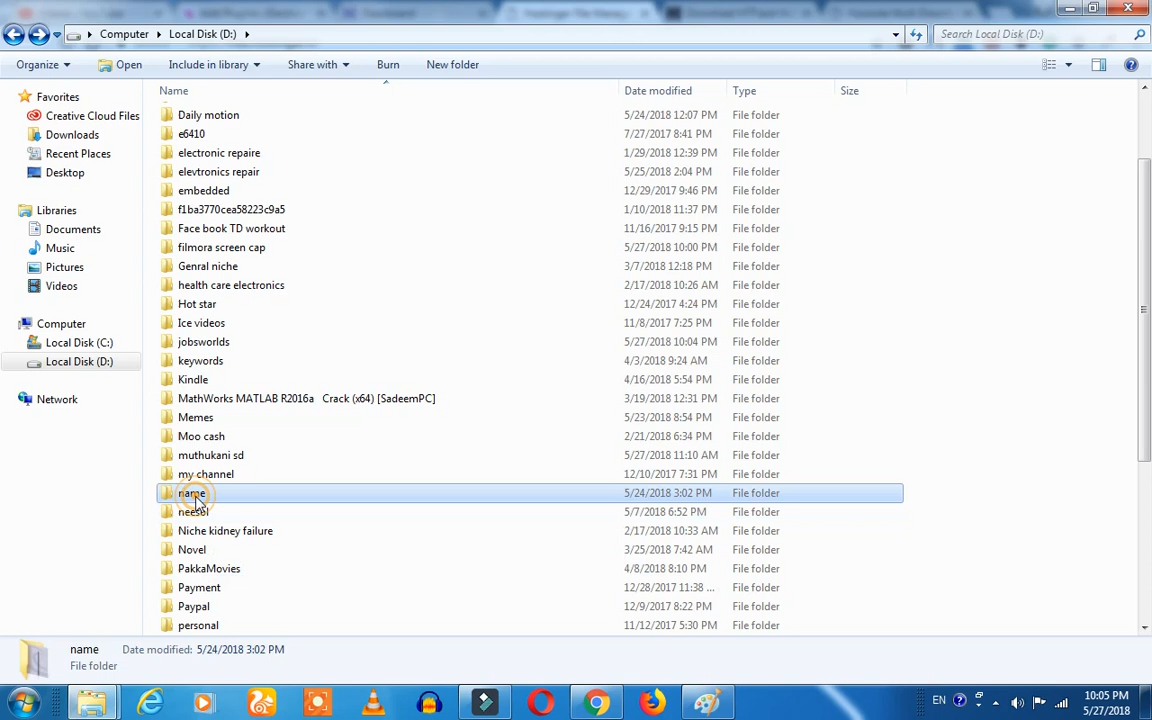 Computer Local Disk (D:) Search Local Disk (D:)
Organize Open Include in library Share with Burn New folder
Name Date modified Type Size
Favorites
Creative Cloud Files
Downloads
Recent Places
Desktop
Libraries
Documents
Music
Pictures
Videos
Computer
Local Disk (C:)
Local Disk (D:)
Network
Daily motion 5/24/2018 12:07 PM File folder
e6410 7/27/2017 8:41 PM File folder
electronic repaire 1/29/2018 12:39 PM File folder
elevtronics repair 5/25/2018 2:04 PM File folder
embedded 12/29/2017 9:46 PM File folder
f1ba3770cea58223c9a5 1/10/2018 11:37 PM File folder
Face book TD workout 11/16/2017 9:15 PM File folder
filmora screen cap 5/27/2018 10:00 PM File folder
Genral niche 3/7/2018 12:18 PM File folder
health care electronics 2/17/2018 10:26 AM File folder
Hot star 12/24/2017 4:24 PM File folder
Ice videos 11/8/2017 7:25 PM File folder
jobsworlds 5/27/2018 10:04 PM File folder
keywords 4/3/2018 9:24 AM File folder
Kindle 4/16/2018 5:54 PM File folder
MathWorks MATLAB R2016a Crack (x64) [SadeemPC] 3/19/2018 12:31 PM File folder
Memes 5/23/2018 8:54 PM File folder
Moo cash 2/21/2018 6:34 PM File folder
muthukani sd 5/27/2018 11:10 AM File folder
my channel 12/10/2017 7:31 PM File folder
name 5/24/2018 3:02 PM File folder
5/7/2018 6:52 PM File folder
Niche kidney failure 2/17/2018 10:33 AM File folder
Novel 3/25/2018 7:42 AM File folder
PakkaMovies 4/8/2018 8:10 PM File folder
Payment 12/28/2017 11:38 ... File folder
Paypal 12/9/2017 8:22 PM File folder
personal 11/12/2017 5:30 PM File folder
name Date modified: 5/24/2018 3:02 PM
File folder
EN 10:05 PM
5/27/2018